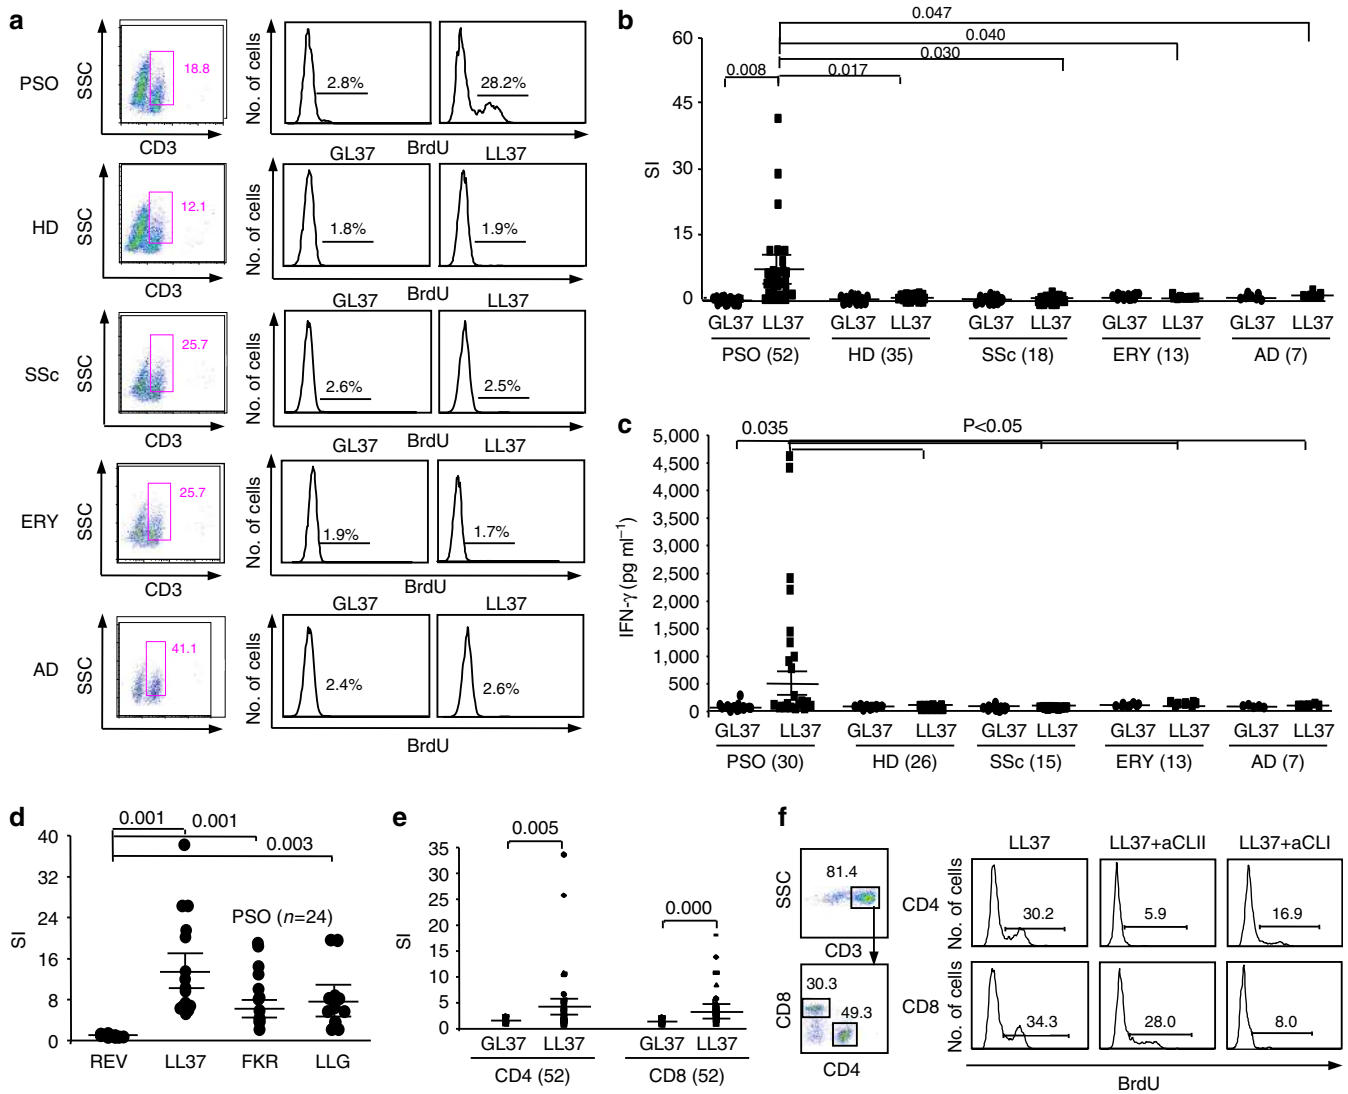 a
PSO
SSC
18.8
CD3
No. of cells
2.8%
28.2%
GL37
BrdU
LL37
HD
SSC
12.1
CD3
No. of cells
1.8%
1.9%
GL37
BrdU
LL37
SSc
SSC
25.7
CD3
No. of cells
2.6%
2.5%
GL37
BrdU
LL37
ERY
SSC
25.7
CD3
No. of cells
1.9%
1.7%
GL37
BrdU
LL37
AD
SSC
41.1
CD3
No. of cells
2.4%
2.6%
BrdU
b
0.047
0.040
0.030
0.008
0.017
SI
60
45
30
15
0
GL37 LL37 GL37 LL37 GL37 LL37 GL37 LL37 GL37 LL37
PSO (52) HD (35) SSc (18) ERY (13) AD (7)
c
0.035
P<0.05
IFN-γ (pg ml−1)
5,000
4,500
4,000
3,500
3,000
2,500
2,000
1,500
1,000
500
0
GL37 LL37 GL37 LL37 GL37 LL37 GL37 LL37 GL37 LL37
PSO (30) HD (26) SSc (15) ERY (13) AD (7)
d
0.001
0.001
0.003
PSO (n=24)
SI
40
32
24
16
8
0
REV LL37 FKR LLG
e
0.005
0.000
SI
35
30
25
20
15
10
5
0
GL37 LL37 GL37 LL37
CD4 (52) CD8 (52)
f
SSC
81.4
CD3
CD8
30.3
49.3
CD4
LL37 LL37+aCLII LL37+aCLI
CD4
No. of cells
30.2
5.9
16.9
CD8
No. of cells
34.3
28.0
8.0
BrdU